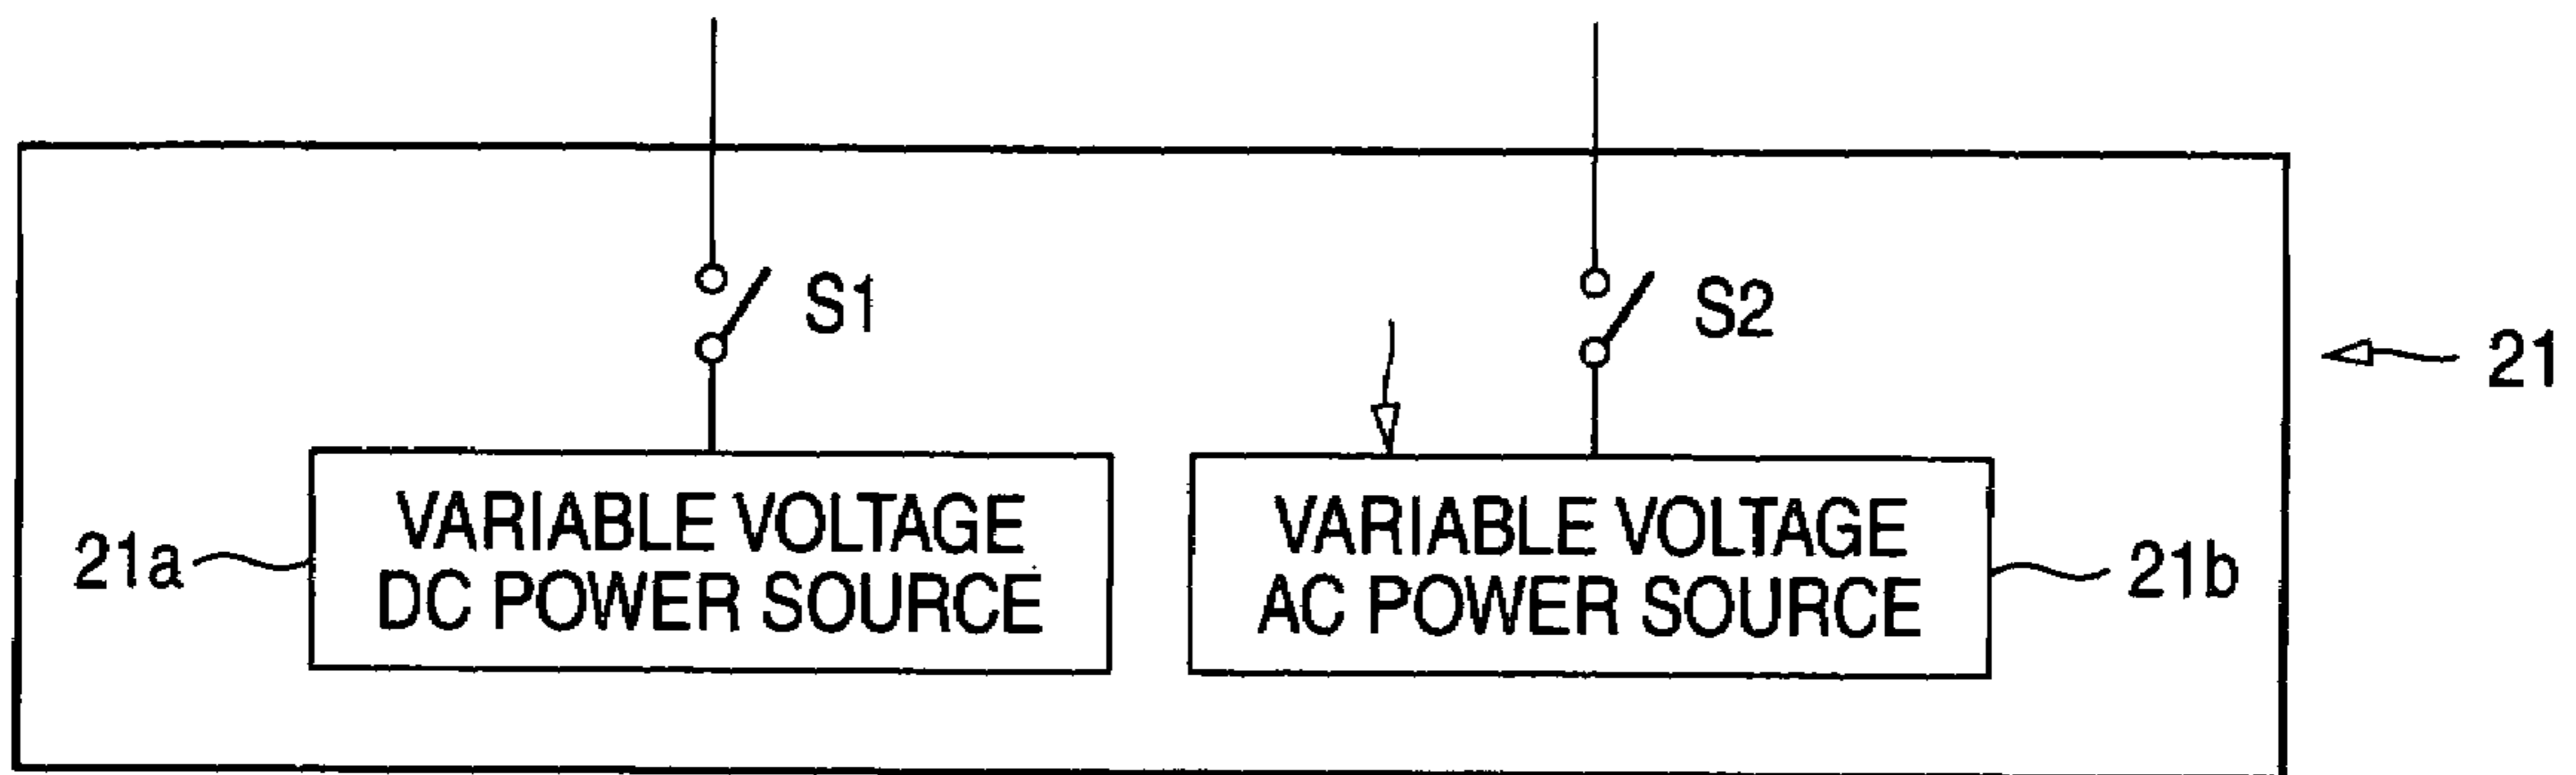 S1
S2
21
21a
VARIABLE VOLTAGE
DC POWER SOURCE
VARIABLE VOLTAGE
AC POWER SOURCE
21b